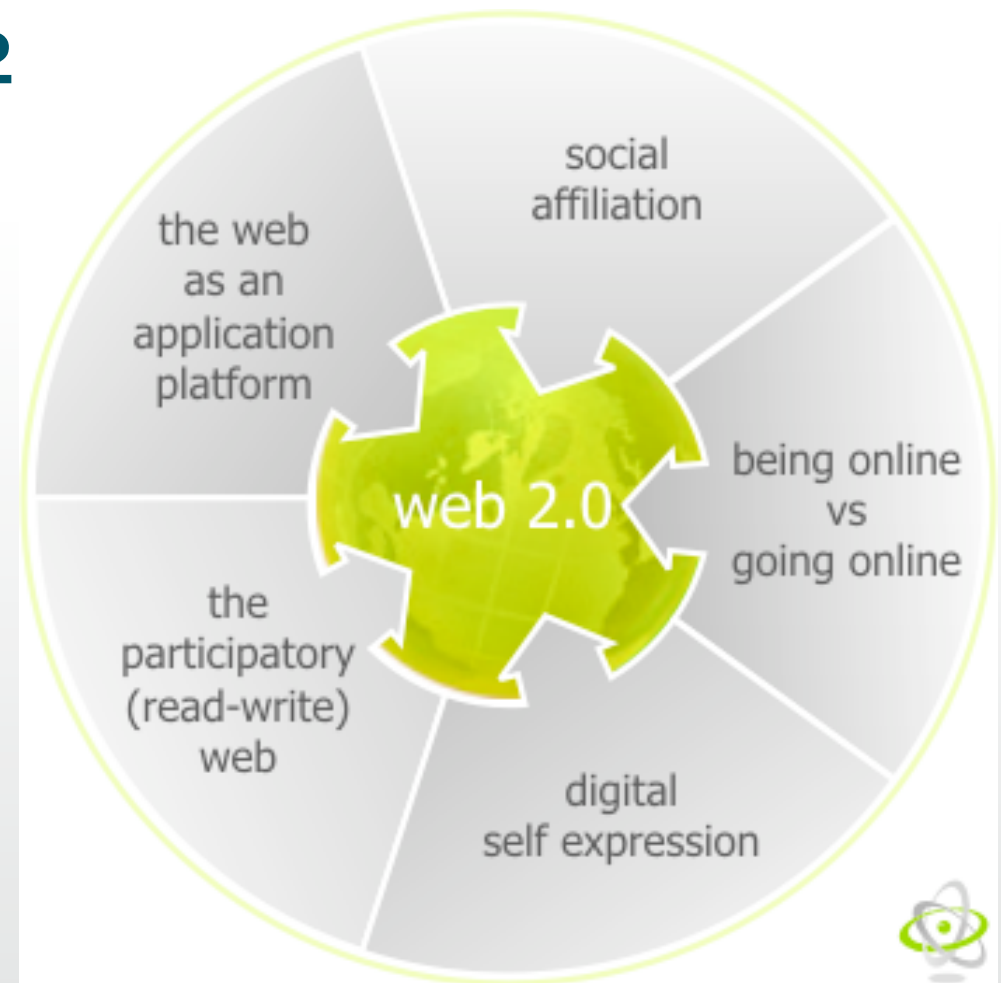 social
affiliation
the web
as an
application
platform
being online
vs
going online
web 2.0
the
participatory
(read-write)
web
digital
self expression